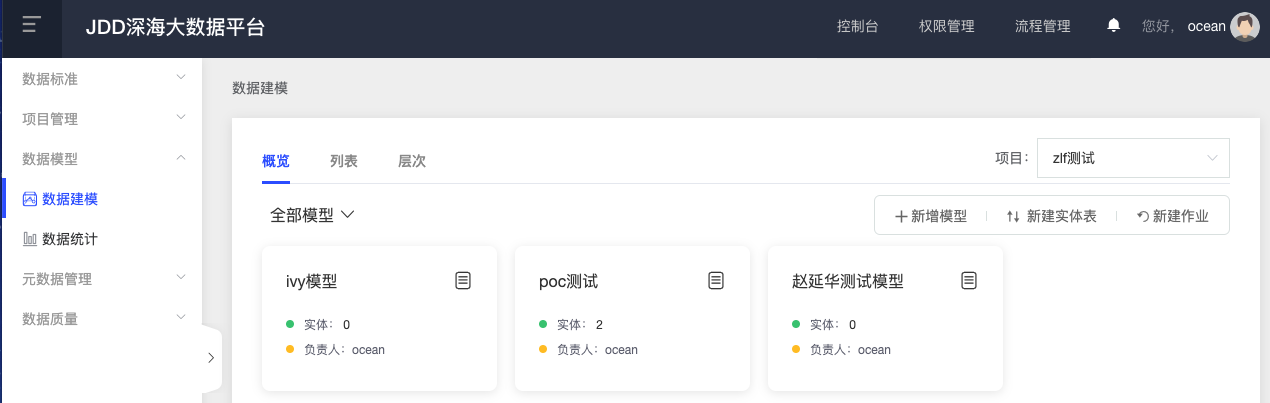 JDD深海大数据平台
控制台 权限管理 流程管理 您好, ocean
数据标准
项目管理
数据模型
数据建模
数据统计
元数据管理
数据质量
数据建模
概览 列表 层次
项目: zlf测试
全部模型
新增模型 新建实体表 新建作业
ivy模型
实体: 0
负责人: ocean
poc测试
实体: 2
负责人: ocean
赵延华测试模型
实体: 0
负责人: ocean